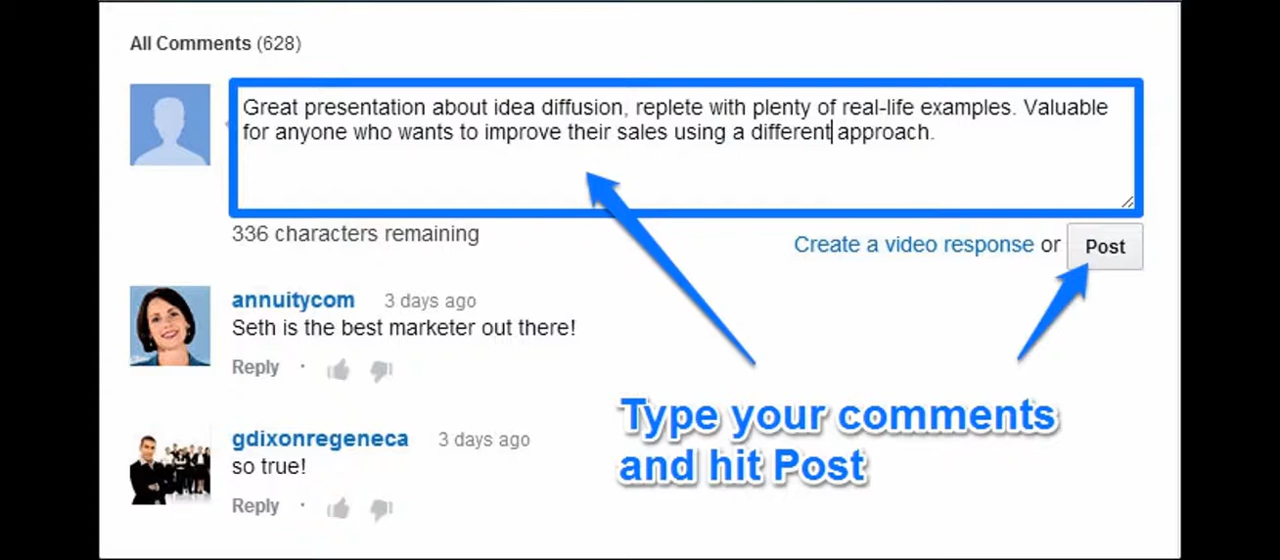 All Comments (628)
Great presentation about idea diffusion, replete with plenty of real-life examples. Valuable
for anyone who wants to improve their sales using a different approach.
336 characters remaining
Create a video response or Post
annuitycom 3 days ago
Seth is the best marketer out there!
Reply ·
gdixonregeneca 3 days ago
so true!
Reply ·
Type your comments
and hit Post